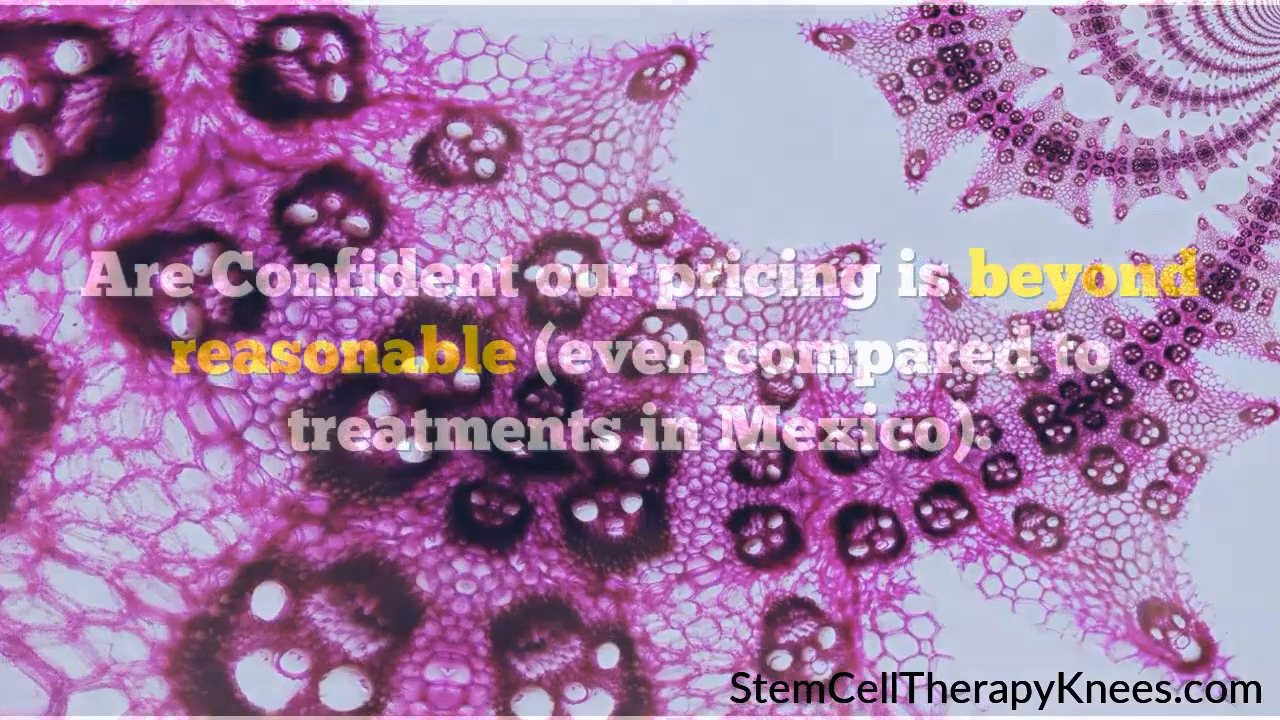 Are Confident our pricing is beyond
reasonable (even compared to
treatments in Mexico).
StemCellTherapyKnees.com